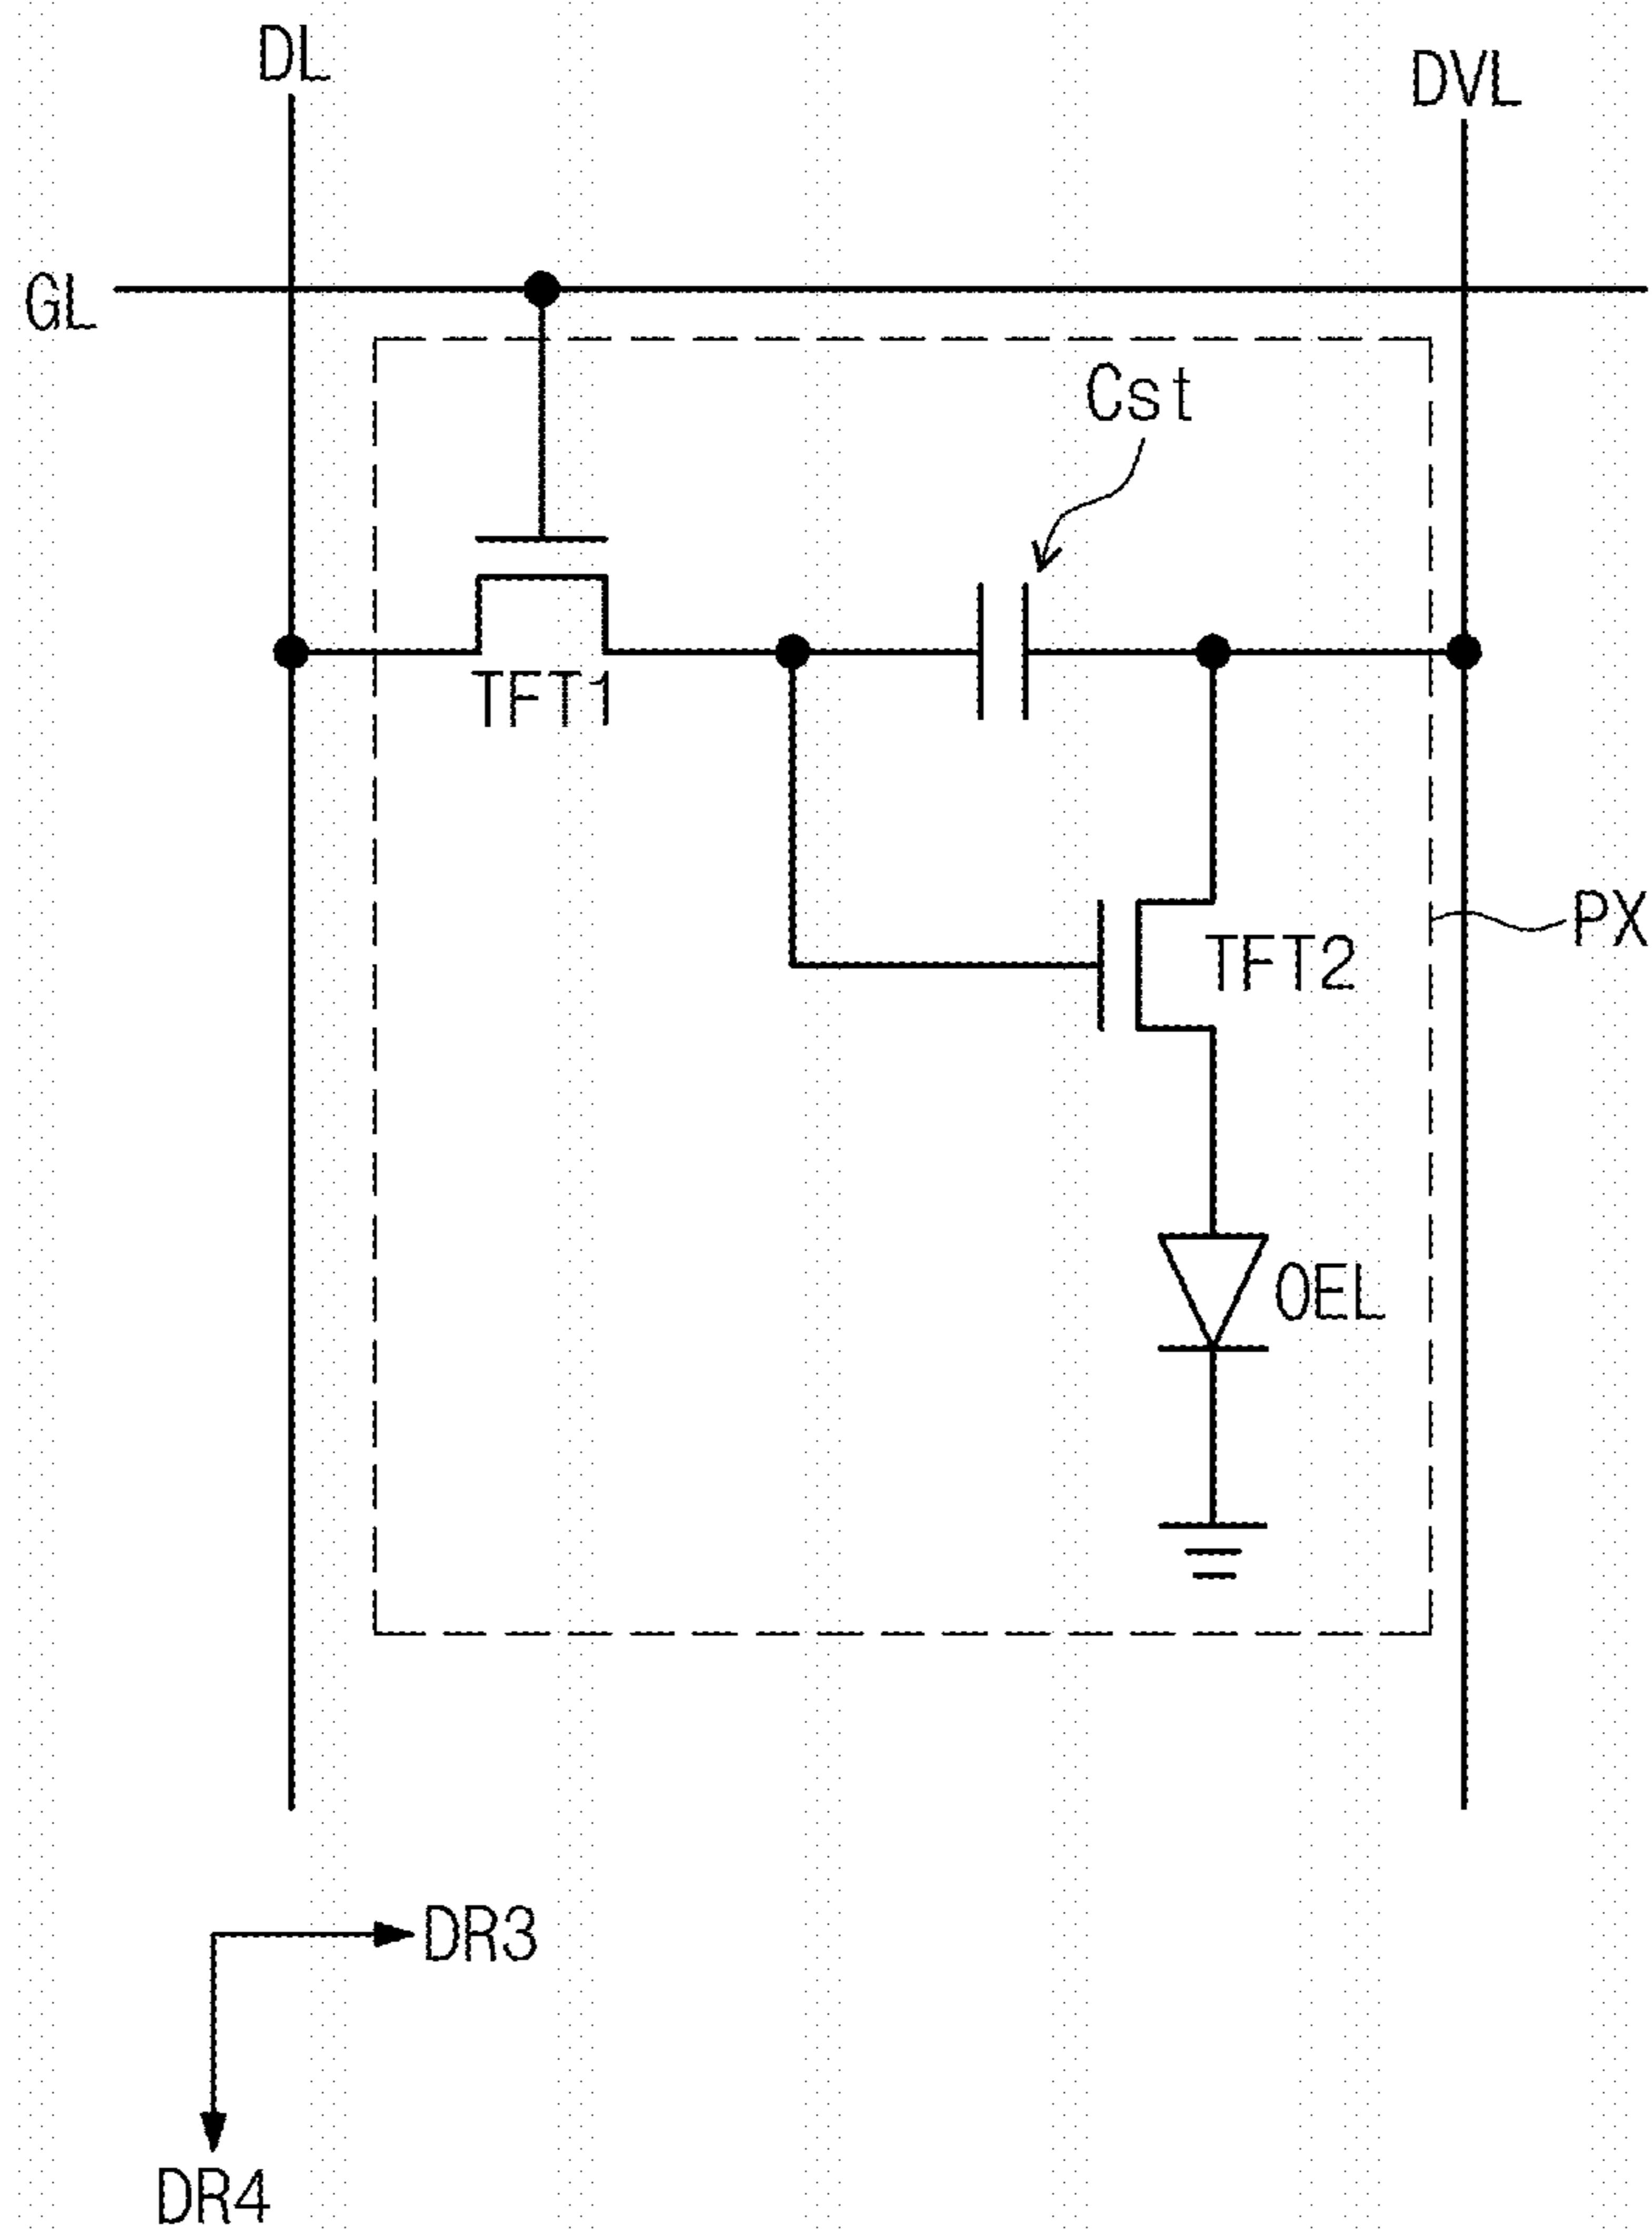 DL
DVL
GL
Cst
TFT1
PX
TFT2
OEL
DR3
DR4